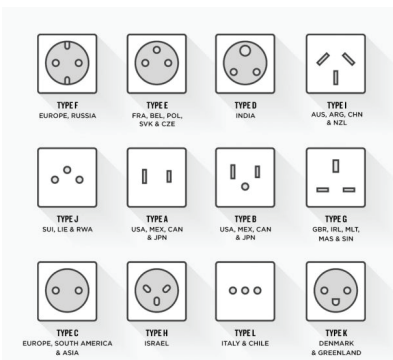 TYPE F
EUROPE, RUSSIA
TYPE E
FRA, BEL, POL,
SVK & CZE
TYPE D
INDIA
TYPE I
AUS, ARG, CHN
& NZL
TYPE J
SUI, LIE & RWA
TYPE A
USA, MEX, CAN
& JPN
TYPE B
USA, MEX, CAN
& JPN
TYPE G
GBR, IRL, MLT,
MAS & SIN
TYPE C
EUROPE, SOUTH AMERICA
& ASIA
TYPE H
ISRAEL
TYPE L
ITALY & CHILE
TYPE K
DENMARK
& GREENLAND